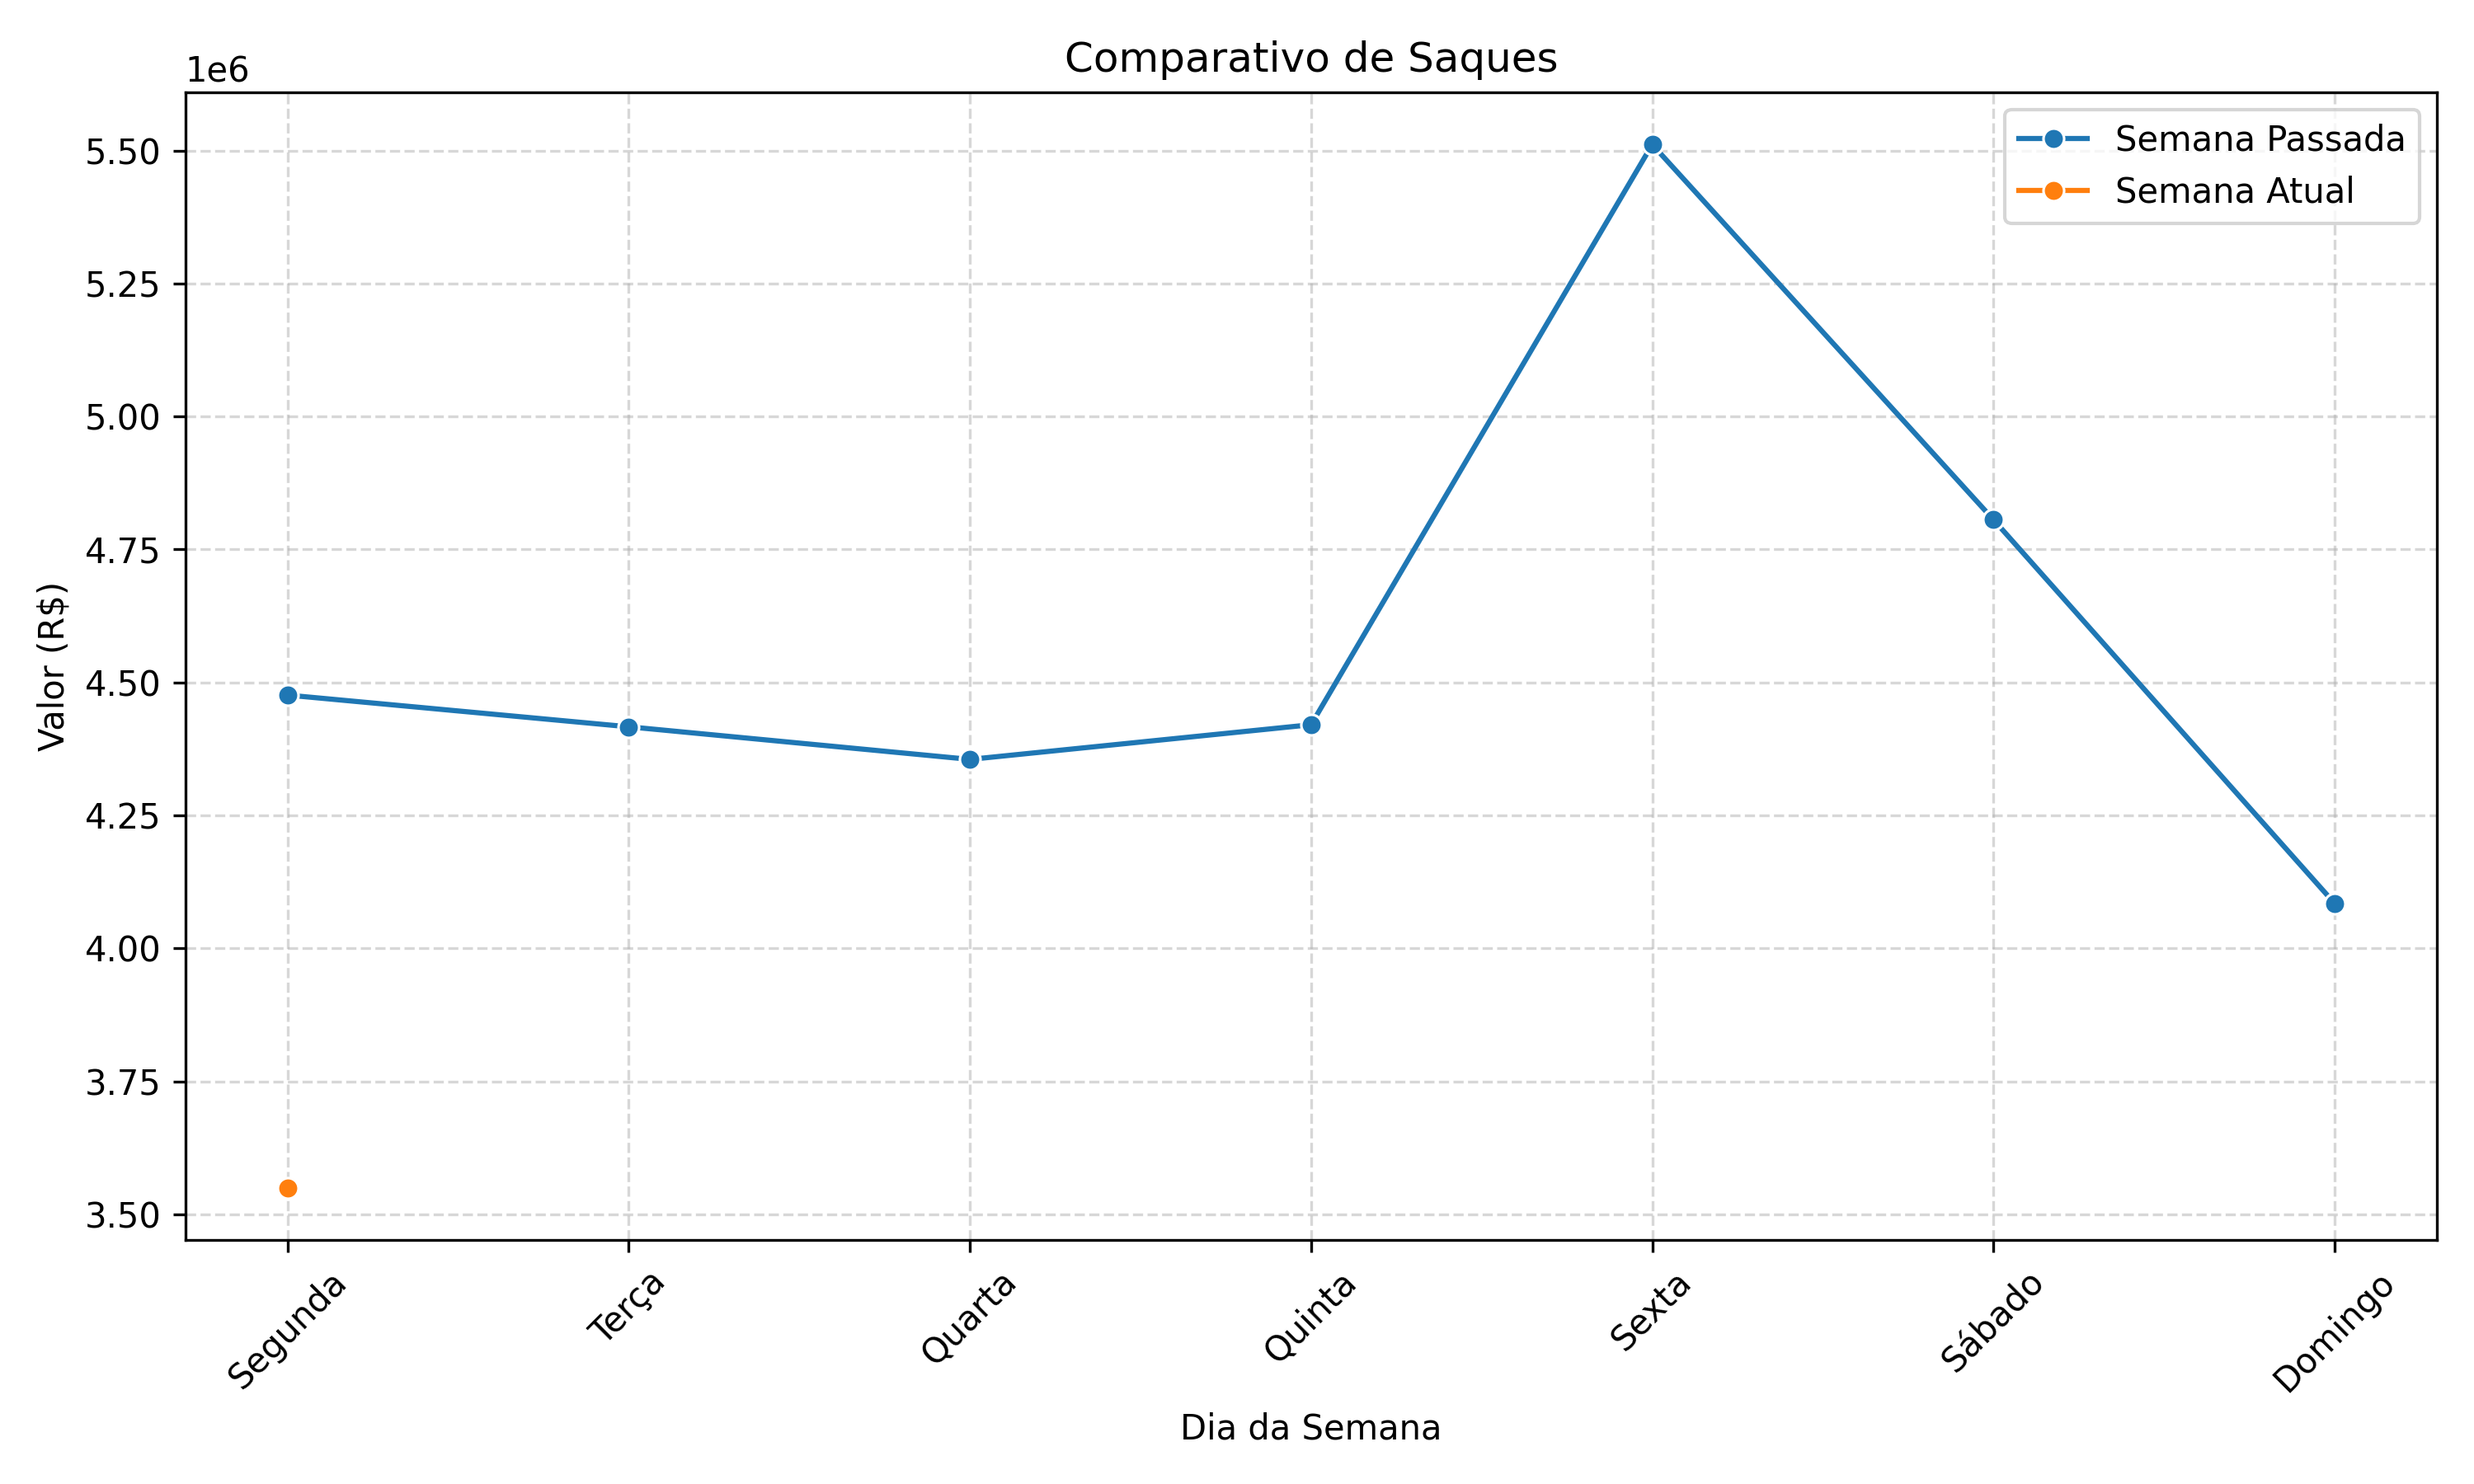 Comparativo de Saques
1e6
5.50
5.25
5.00
4.75
4.50
4.25
4.00
3.75
3.50
Valor (R$)
Semana Passada
Semana Atual
Segunda
Terça
Quarta
Quinta
Sexta
Sábado
Domingo
Dia da Semana